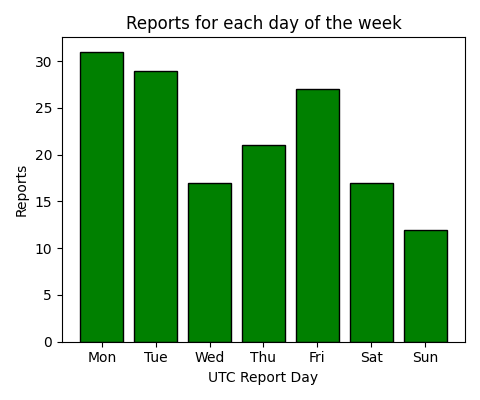 Reports for each day of the week
Reports
30
25
20
15
10
5
0
Mon Tue Wed Thu Fri Sat Sun
UTC Report Day